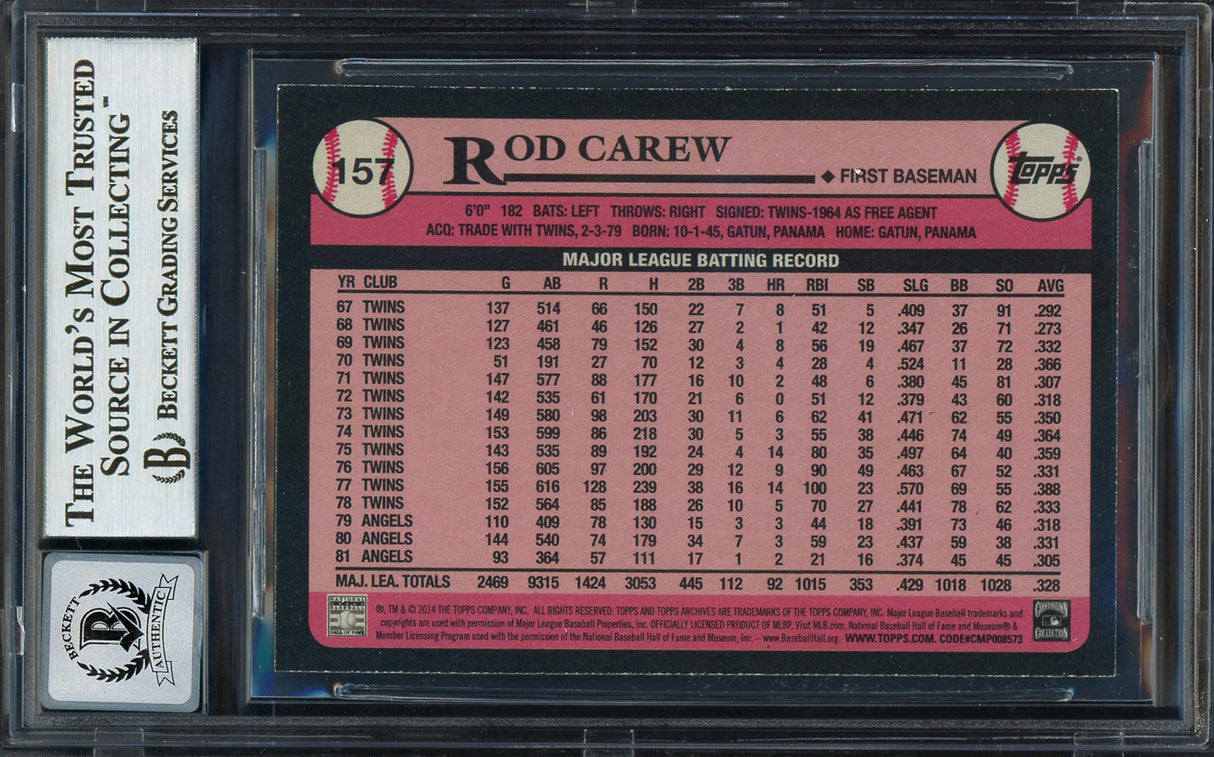 THE WORLD'S MOST TRUSTED
SOURCE IN COLLECTING™
B BECKETT GRADING SERVICES
BECKETT
B
AUTHENTIC
157
ROD CAREW
◆ FIRST BASEMAN
TOPPS®
6'0" 182 BATS: LEFT THROWS: RIGHT SIGNED: TWINS-1964 AS FREE AGENT
ACQ: TRADE WITH TWINS, 2-3-79 BORN: 10-1-45, GATUN, PANAMA HOME: GATUN, PANAMA
MAJOR LEAGUE BATTING RECORD
YR CLUB G AB R H 2B 3B HR RBI SB SLG BB SO AVG
67 TWINS 137 514 66 150 22 7 8 51 5 .409 37 91 .292
68 TWINS 127 461 46 126 27 2 1 42 12 .347 26 71 .273
69 TWINS 123 458 79 152 30 4 8 56 19 .467 37 72 .332
70 TWINS 51 191 27 70 12 3 4 28 4 .524 11 28 .366
71 TWINS 147 577 88 177 16 10 2 48 6 .380 45 81 .307
72 TWINS 142 535 61 170 21 6 0 51 12 .379 43 60 .318
73 TWINS 149 580 98 203 30 11 6 62 41 .471 62 55 .350
74 TWINS 153 599 86 218 30 5 3 55 38 .446 74 49 .364
75 TWINS 143 535 89 192 24 4 14 80 35 .497 64 40 .359
76 TWINS 156 605 97 200 29 12 9 90 49 .463 67 52 .331
77 TWINS 155 616 128 239 38 16 14 100 23 .570 69 55 .388
78 TWINS 152 564 85 188 26 10 5 70 27 .441 78 62 .333
79 ANGELS 110 409 78 130 15 3 3 44 18 .391 73 46 .318
80 ANGELS 144 540 74 179 34 7 3 59 23 .437 59 38 .331
81 ANGELS 93 364 57 111 17 1 2 21 16 .374 45 45 .305
MAJ. LEA. TOTALS 2469 9315 1424 3053 445 112 92 1015 353 .429 1018 1028 .328
NATIONAL
BASEBALL
HALL OF FAME
®, TM & © 2014 THE TOPPS COMPANY, INC. ALL RIGHTS RESERVED. TOPPS AND TOPPS ARCHIVES ARE TRADEMARKS OF THE TOPPS COMPANY, INC. Major League Baseball trademarks and
copyrights are used with permission of Major League Baseball Properties, Inc. OFFICIALLY LICENSED PRODUCT OF MLBP. Visit MLB.com. National Baseball Hall of Fame and Museum® &
Member Licensing Program used with the permission of the National Baseball Hall of Fame and Museum, Inc. – www.BaseballHall.org. WWW.TOPPS.COM. CODE#CMP008573
COOPERSTOWN
COLLECTION